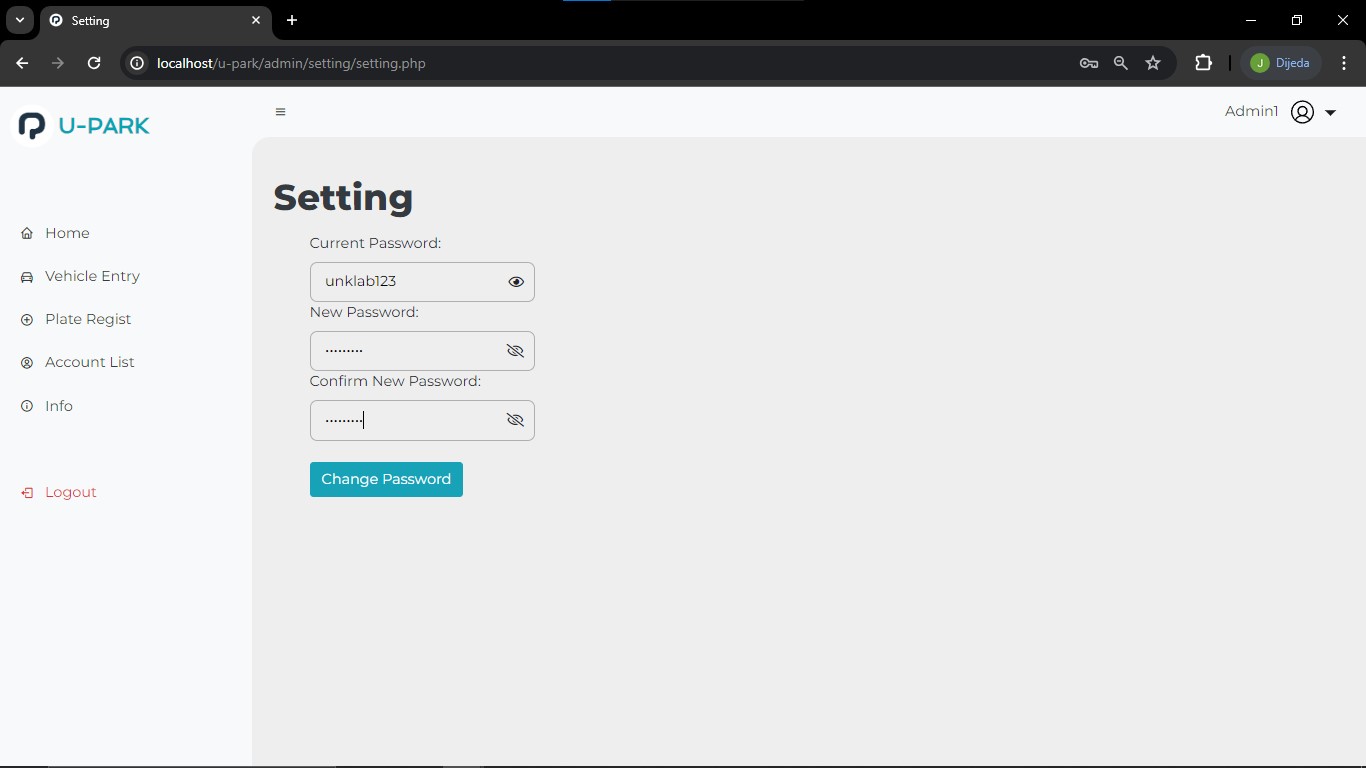 Setting
localhost/u-park/admin/setting/setting.php
J Dijeda
U-PARK
Admin1
Home
Vehicle Entry
Plate Regist
Account List
Info
Logout
Setting
Current Password:
unklab123
New Password:
·········
Confirm New Password:
·········
Change Password